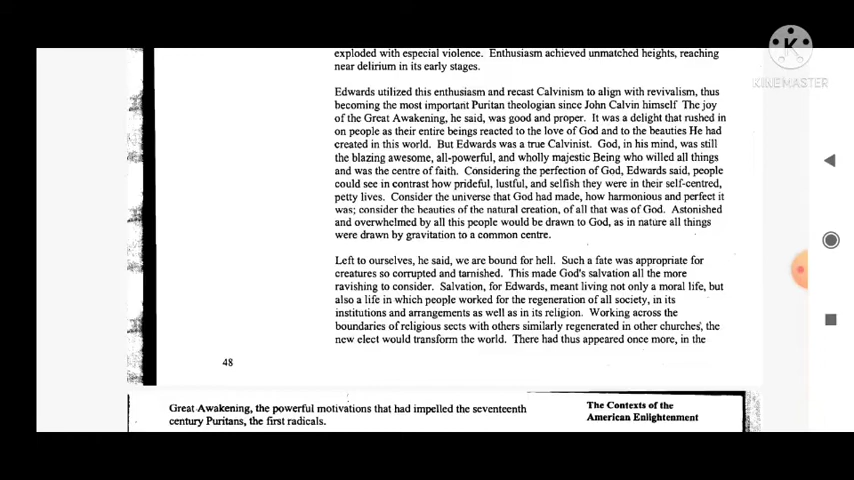 exploded with especial violence. Enthusiasm achieved unmatched heights, reaching
near delirium in its early stages.
Edwards utilized this enthusiasm and recast Calvinism to align with revivalism, thus
becoming the most important Puritan theologian since John Calvin himself The joy
of the Great Awakening, he said, was good and proper. It was a delight that rushed in
on people as their entire beings reacted to the love of God and to the beauties He had
created in this world. But Edwards was a true Calvinist. God, in his mind, was still
the blazing awesome, all-powerful, and wholly majestic Being who willed all things
and was the centre of faith. Considering the perfection of God, Edwards said, people
could see in contrast how prideful, lustful, and selfish they were in their self-centred,
petty lives. Consider the universe that God had made, how harmonious and perfect it
was; consider the beauties of the natural creation, of all that was of God. Astonished
and overwhelmed by all this people would be drawn to God, as in nature all things
were drawn by gravitation to a common centre.
Left to ourselves, he said, we are bound for hell. Such a fate was appropriate for
creatures so corrupted and tarnished. This made God's salvation all the more
ravishing to consider. Salvation, for Edwards, meant living not only a moral life, but
also a life in which people worked for the regeneration of all society, in its
institutions and arrangements as well as in its religion. Working across the
boundaries of religious sects with others similarly regenerated in other churches, the
new elect would transform the world. There had thus appeared once more, in the
48
Great Awakening, the powerful motivations that had impelled the seventeenth
century Puritans, the first radicals.
The Contexts of the
American Enlightenment
KINEMASTER